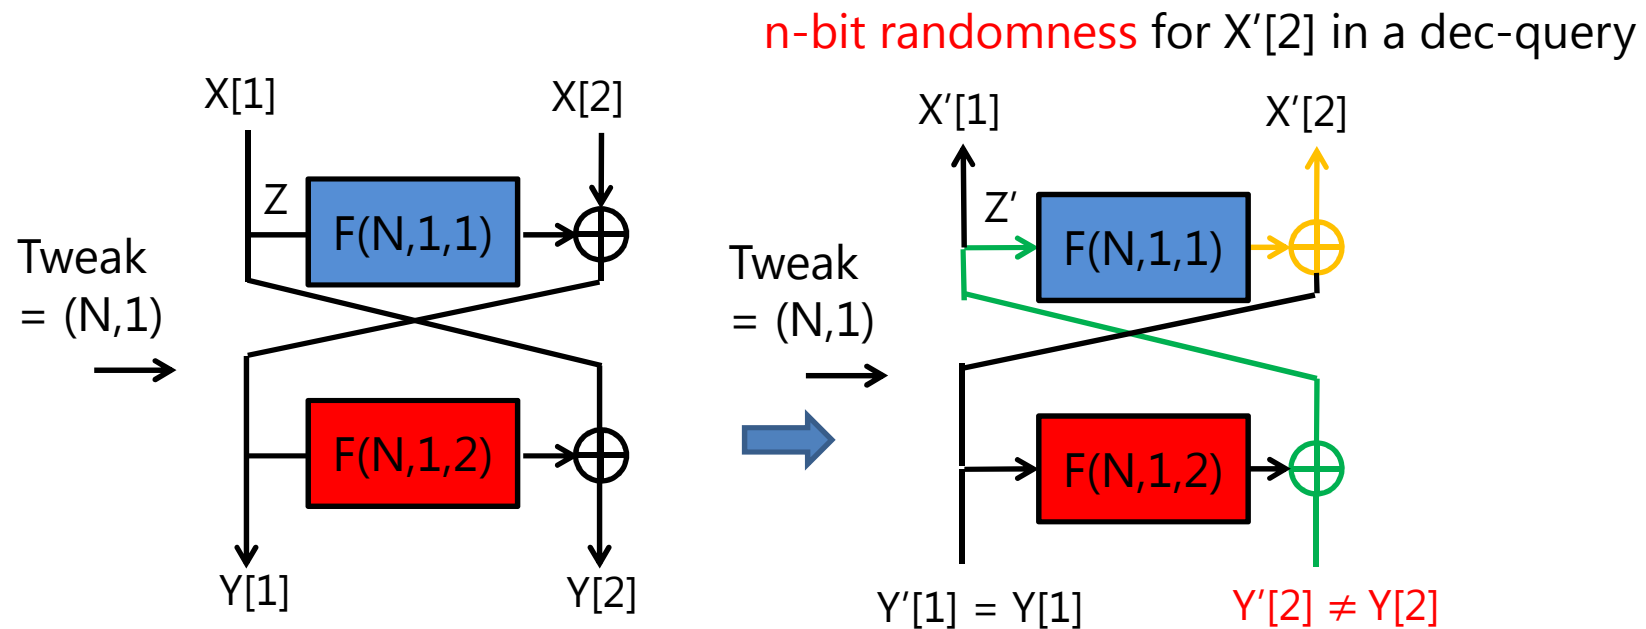 n-bit randomness for X′[2] in a dec-query
X[1] X[2]
Z F(N,1,1)
Tweak
= (N,1)
F(N,1,2)
Y[1] Y[2]
X′[1] X′[2]
Z′ F(N,1,1)
Tweak
= (N,1)
F(N,1,2)
Y′[1] = Y[1] Y′[2] ≠ Y[2]